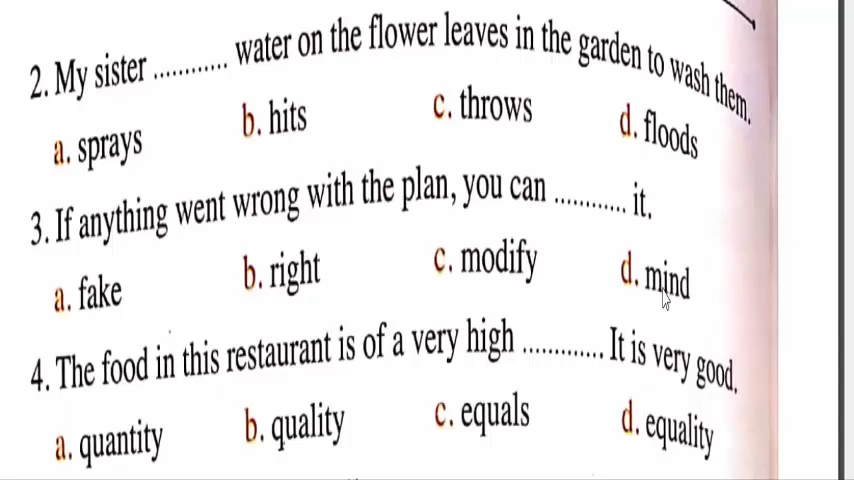 2. My sister ............ water on the flower leaves in the garden to wash them.
a. sprays b. hits c. throws d. floods
3. If anything went wrong with the plan, you can ............ it.
a. fake b. right c. modify d. mind
4. The food in this restaurant is of a very high ............. It is very good.
a. quantity b. quality c. equals d. equality